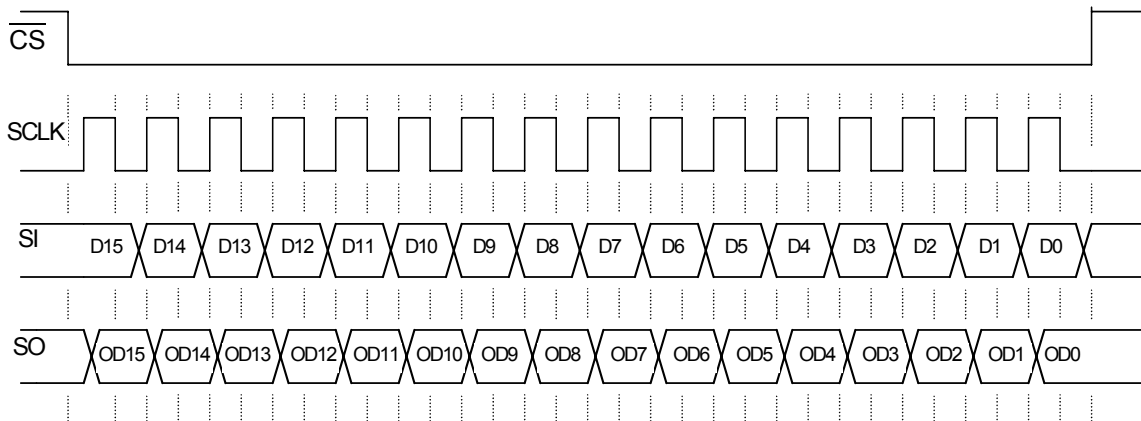 CS
SCLK
SI D15 D14 D13 D12 D11 D10 D9 D8 D7 D6 D5 D4 D3 D2 D1 D0
SO OD15 OD14 OD13 OD12 OD11 OD10 OD9 OD8 OD7 OD6 OD5 OD4 OD3 OD2 OD1 OD0